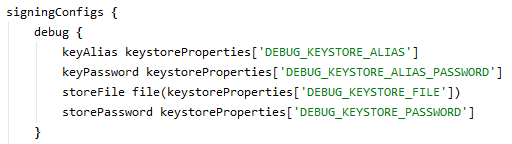 signingConfigs {
    debug {
        keyAlias keystoreProperties['DEBUG_KEYSTORE_ALIAS']
        keyPassword keystoreProperties['DEBUG_KEYSTORE_ALIAS_PASSWORD']
        storeFile file(keystoreProperties['DEBUG_KEYSTORE_FILE'])
        storePassword keystoreProperties['DEBUG_KEYSTORE_PASSWORD']
    }